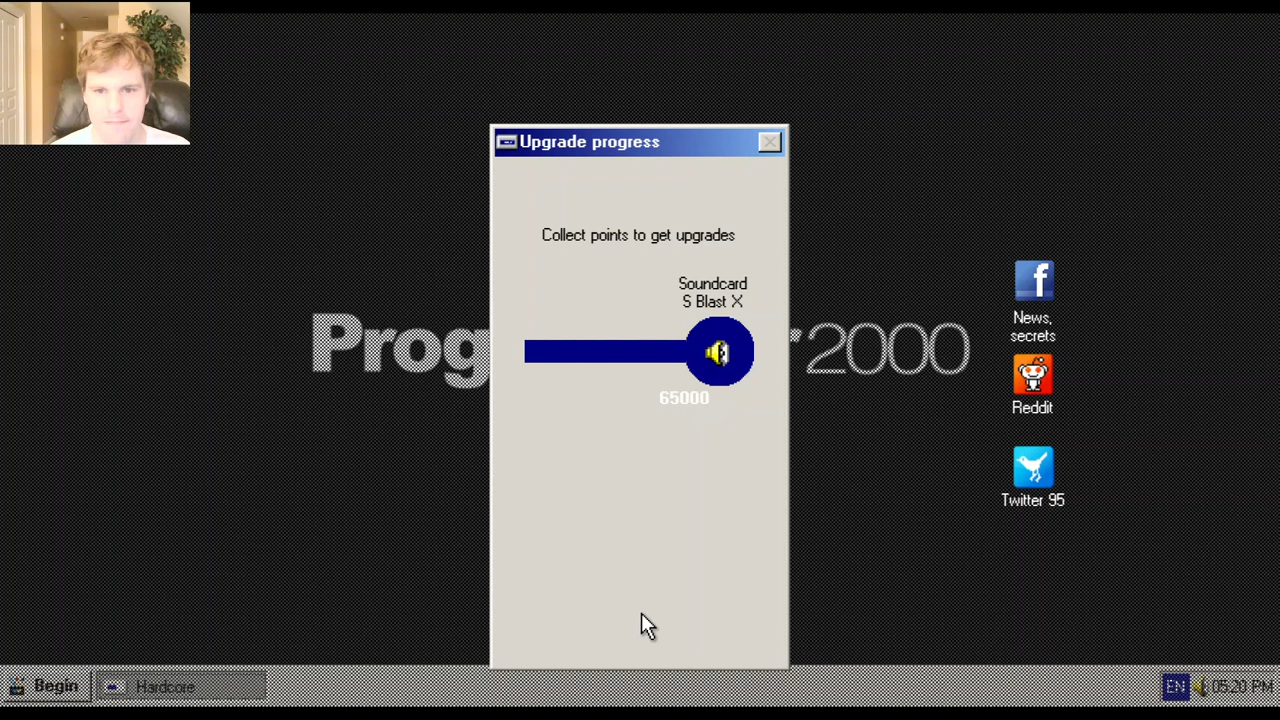 Upgrade progress
Collect points to get upgrades
Soundcard
S Blast X
65000
Prog
r2000
News,
secrets
Reddit
Twitter 95
Begin
Hardcore
EN
05:20 PM